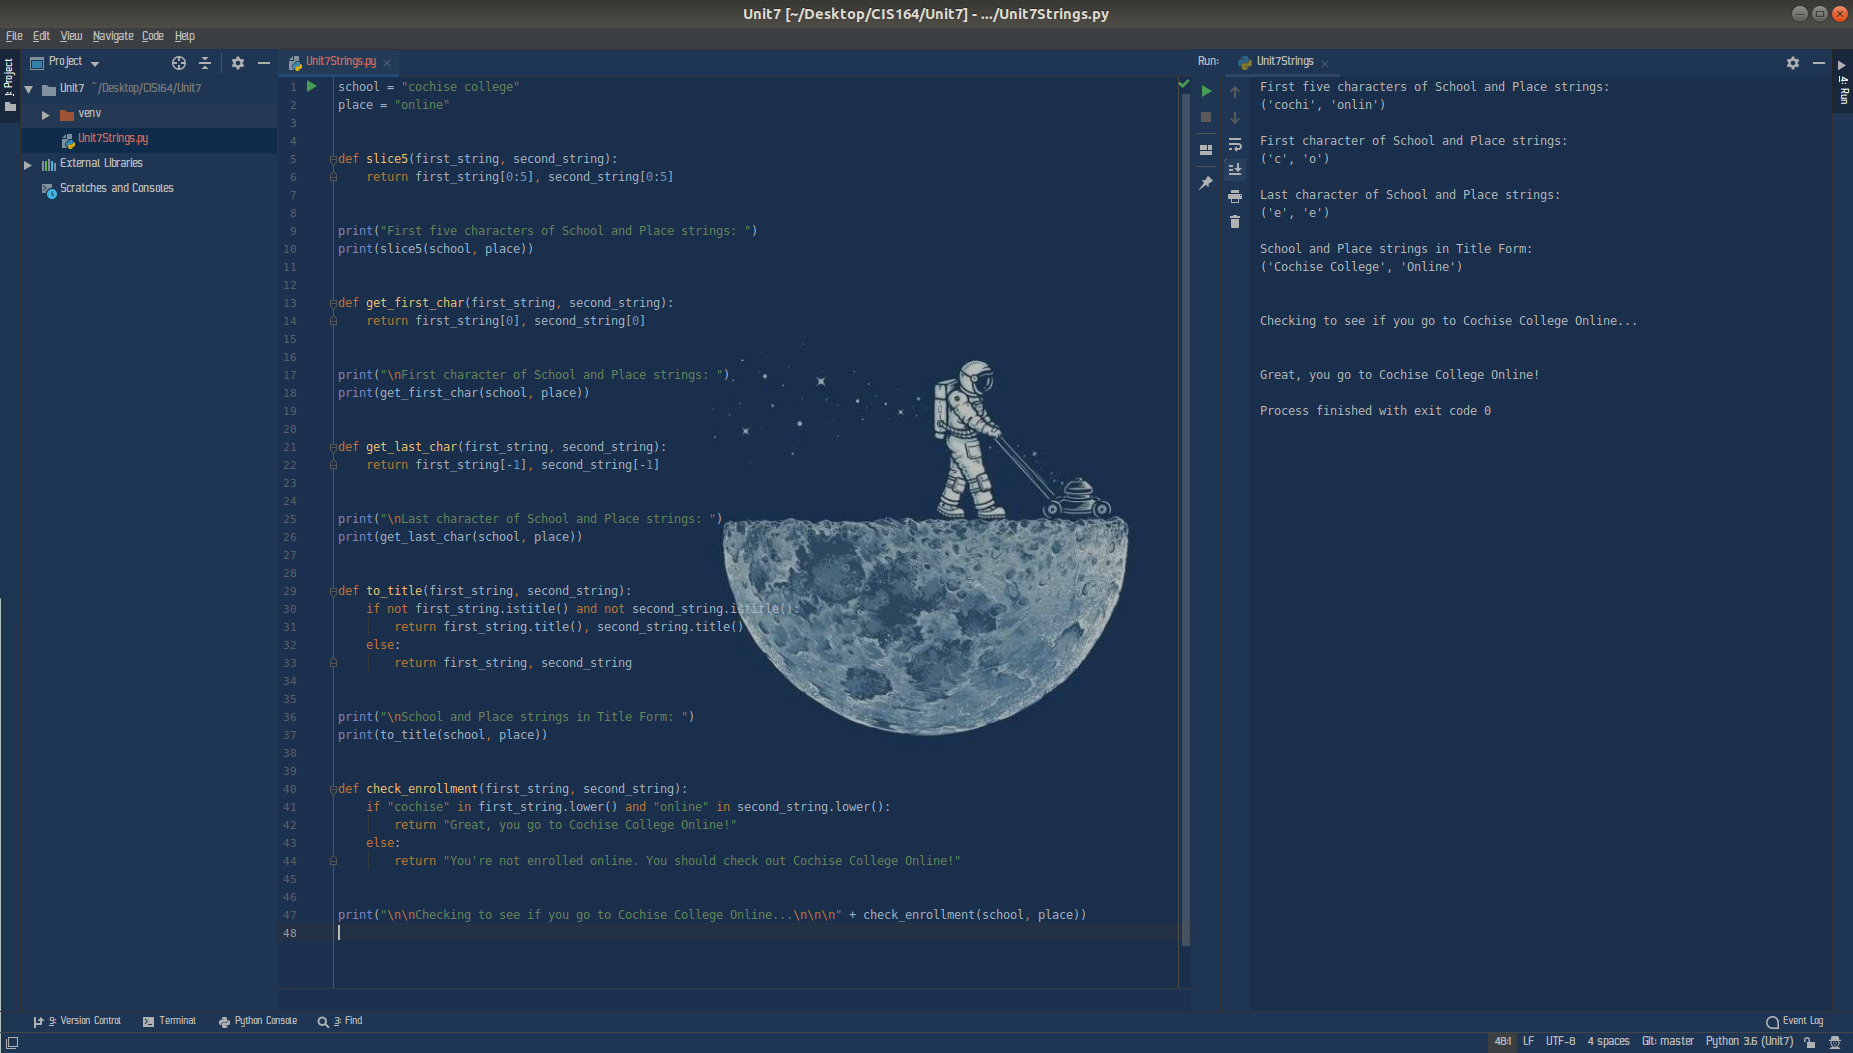 Unit7 [~/Desktop/CIS164/Unit7] - .../Unit7Strings.py
File Edit View Navigate Code Help
1: Project
Project
Unit7 ~/Desktop/CIS164/Unit7
venv
Unit7Strings.py
External Libraries
Scratches and Consoles
Unit7Strings.py
1 school = "cochise college"
2 place = "online"
3
4
5 def slice5(first_string, second_string):
6 return first_string[0:5], second_string[0:5]
7
8
9 print("First five characters of School and Place strings: ")
10 print(slice5(school, place))
11
12
13 def get_first_char(first_string, second_string):
14 return first_string[0], second_string[0]
15
16
17 print("\nFirst character of School and Place strings: ")
18 print(get_first_char(school, place))
19
20
21 def get_last_char(first_string, second_string):
22 return first_string[-1], second_string[-1]
23
24
25 print("\nLast character of School and Place strings: ")
26 print(get_last_char(school, place))
27
28
29 def to_title(first_string, second_string):
30 if not first_string.istitle() and not second_string.istitle():
31 return first_string.title(), second_string.title()
32 else:
33 return first_string, second_string
34
35
36 print("\nSchool and Place strings in Title Form: ")
37 print(to_title(school, place))
38
39
40 def check_enrollment(first_string, second_string):
41 if "cochise" in first_string.lower() and "online" in second_string.lower():
42 return "Great, you go to Cochise College Online!"
43 else:
44 return "You're not enrolled online. You should check out Cochise College Online!"
45
46
47 print("\n\nChecking to see if you go to Cochise College Online...\n\n\n" + check_enrollment(school, place))
48
Run: Unit7Strings
First five characters of School and Place strings:
('cochi', 'onlin')
First character of School and Place strings:
('c', 'o')
Last character of School and Place strings:
('e', 'e')
School and Place strings in Title Form:
('Cochise College', 'Online')
Checking to see if you go to Cochise College Online...
Great, you go to Cochise College Online!
Process finished with exit code 0
4: Run
9: Version Control Terminal Python Console 3: Find
Event Log
48:1 LF UTF-8 4 spaces Git: master Python 3.6 (Unit7)